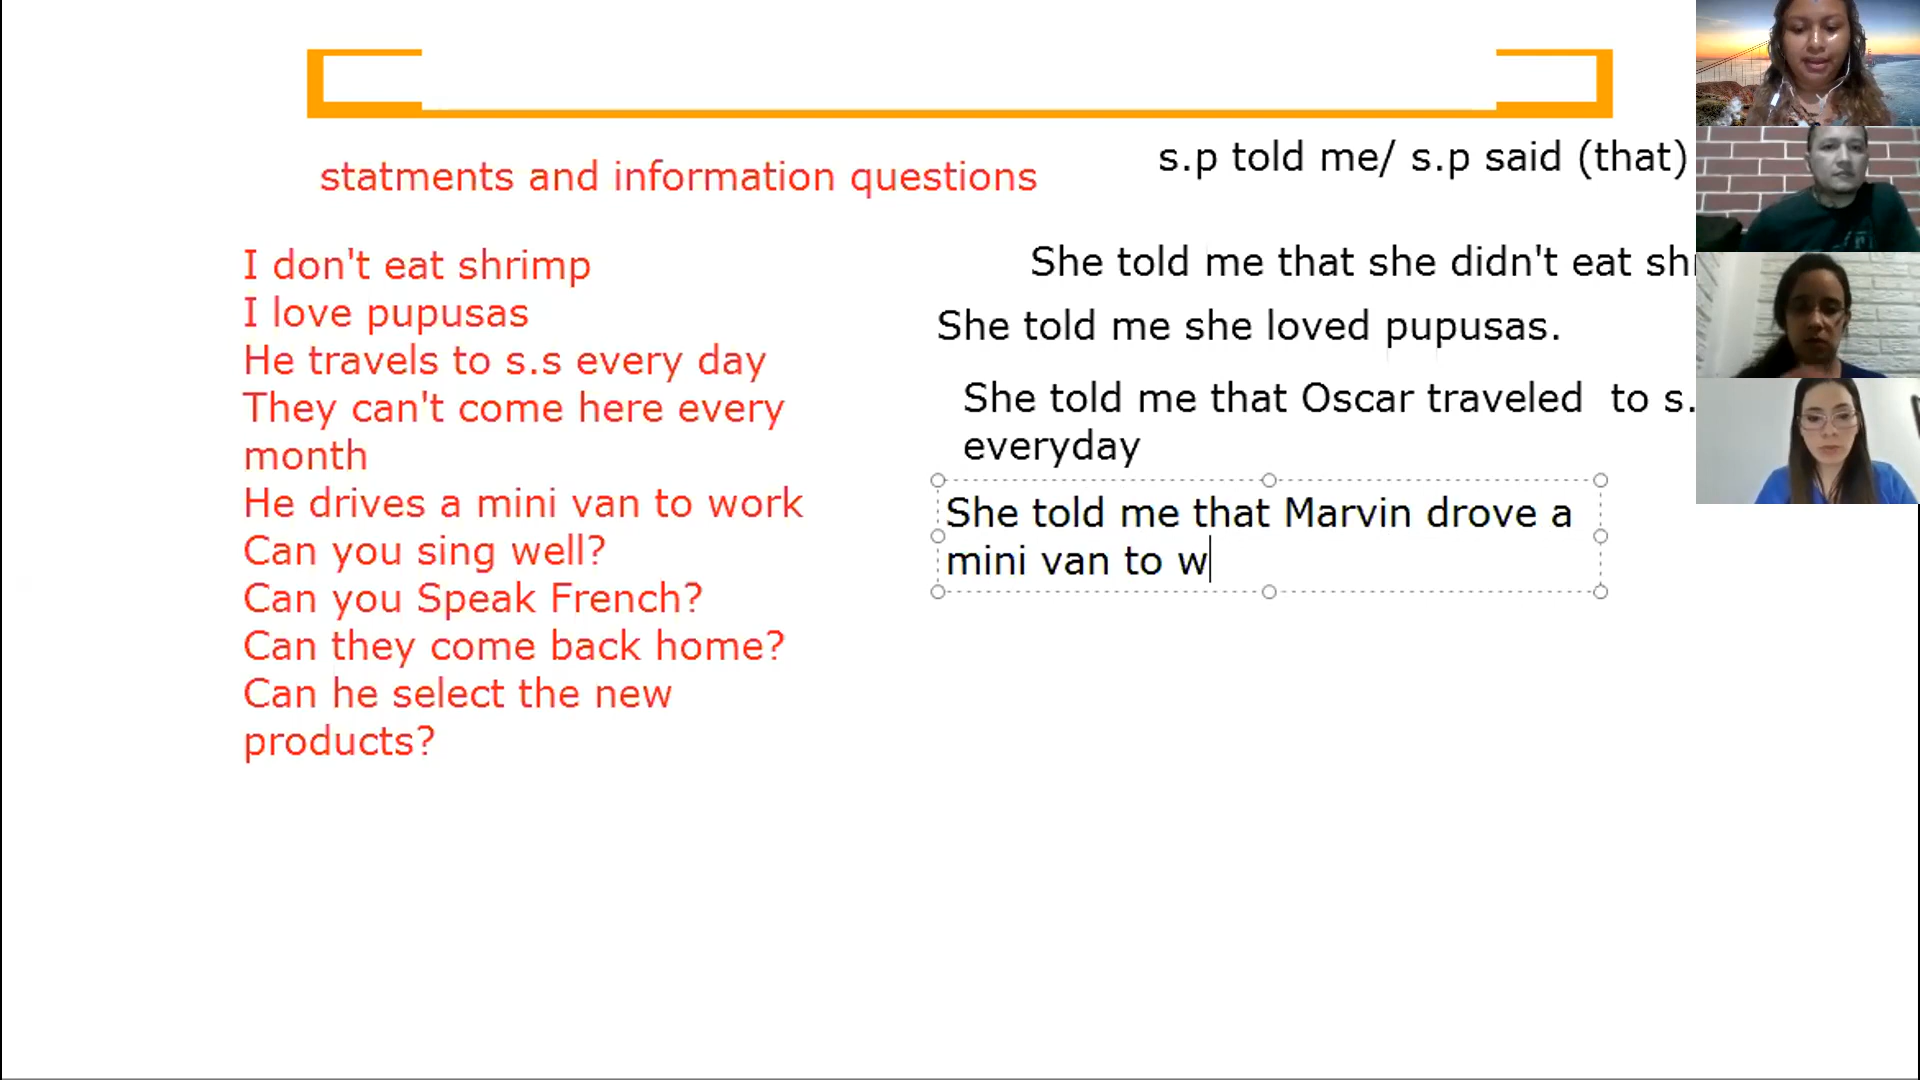 statments and information questions
s.p told me/ s.p said (that)
I don't eat shrimp
I love pupusas
He travels to s.s every day
They can't come here every
month
He drives a mini van to work
Can you sing well?
Can you Speak French?
Can they come back home?
Can he select the new
products?
She told me that she didn't eat
She told me she loved pupusas.
She told me that Oscar traveled  to s.
everyday
She told me that Marvin drove a
mini van to w